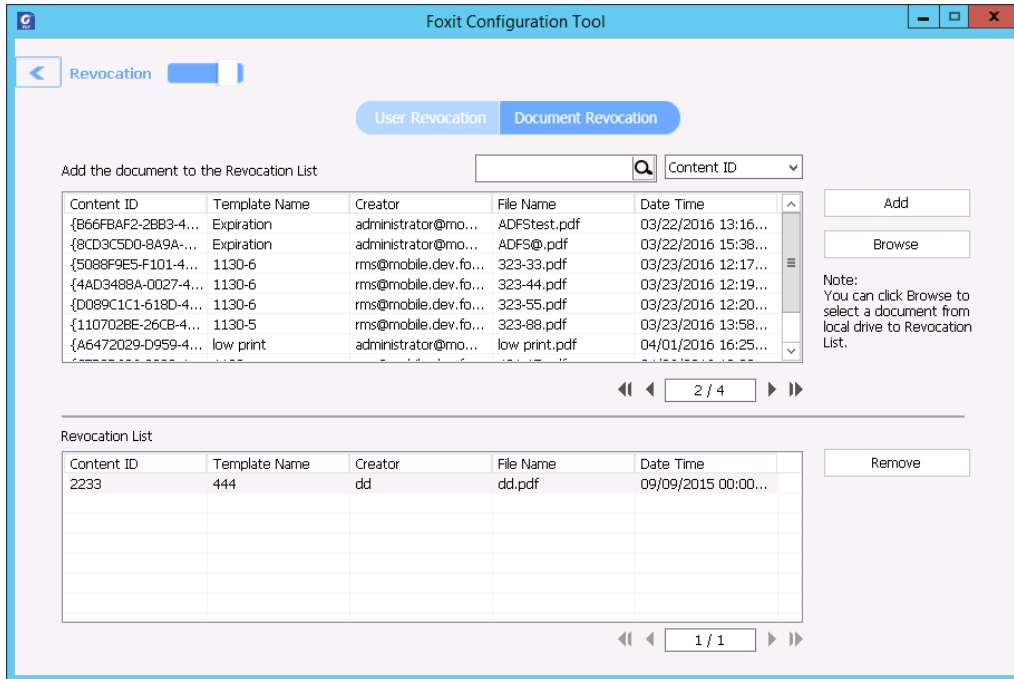 Foxit Configuration Tool
Revocation
User Revocation Document Revocation
Add the document to the Revocation List Content ID
Content ID Template Name Creator File Name Date Time
{B66FBAF2-2BB3-4... Expiration administrator@mo... ADFStest.pdf 03/22/2016 13:16...
{8CD3C5D0-8A9A-... Expiration administrator@mo... ADFS@.pdf 03/22/2016 15:38...
{5088F9E5-F101-4... 1130-6 rms@mobile.dev.fo... 323-33.pdf 03/23/2016 12:17...
{4AD3488A-0027-4... 1130-6 rms@mobile.dev.fo... 323-44.pdf 03/23/2016 12:19...
{D089C1C1-618D-4... 1130-6 rms@mobile.dev.fo... 323-55.pdf 03/23/2016 12:20...
{110702BE-26CB-4... 1130-5 rms@mobile.dev.fo... 323-88.pdf 03/23/2016 13:58...
{A6472029-D959-4... low print administrator@mo... low print.pdf 04/01/2016 16:25...
Add
Browse
Note:
You can click Browse to
select a document from
local drive to Revocation
List.
2 / 4
Revocation List
Content ID Template Name Creator File Name Date Time
2233 444 dd dd.pdf 09/09/2015 00:00...
Remove
1 / 1